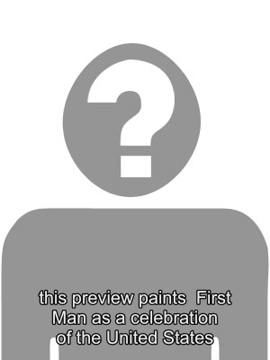 ?
this preview paints  First
Man as a celebration
of the United States